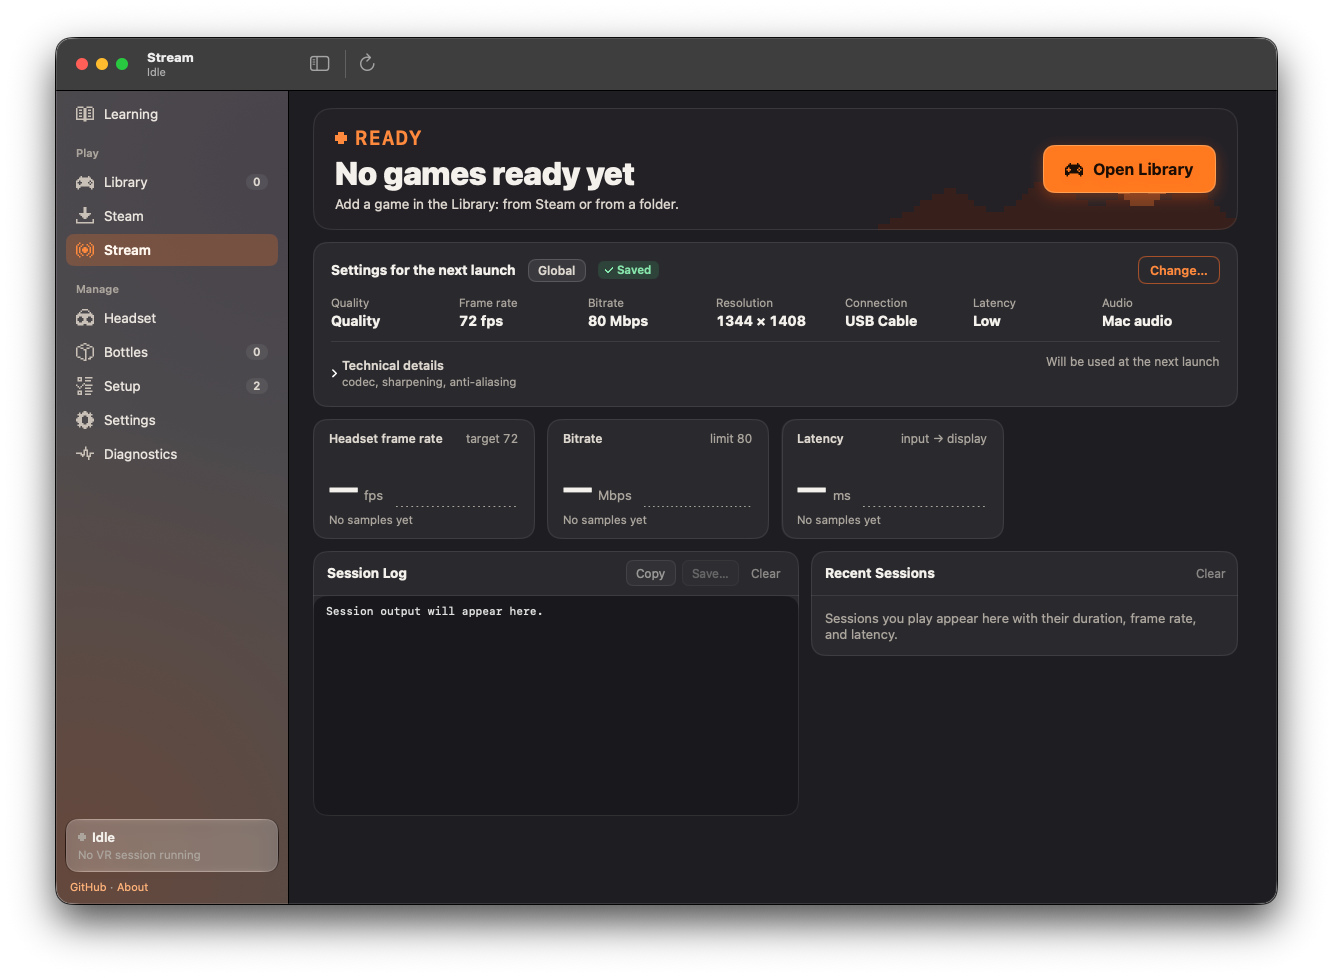 Stream
Idle
Learning
Play
Library 0
Steam
Stream
Manage
Headset
Bottles 0
Setup 2
Settings
Diagnostics
Idle
No VR session running
GitHub · About
READY
No games ready yet
Add a game in the Library: from Steam or from a folder.
Open Library
Settings for the next launch Global ✓ Saved Change...
Quality Frame rate Bitrate Resolution Connection Latency Audio
Quality 72 fps 80 Mbps 1344 × 1408 USB Cable Low Mac audio
Technical details
codec, sharpening, anti-aliasing
Will be used at the next launch
Headset frame rate target 72
— fps
No samples yet
Bitrate limit 80
— Mbps
No samples yet
Latency input → display
— ms
No samples yet
Session Log Copy Save... Clear
Session output will appear here.
Recent Sessions Clear
Sessions you play appear here with their duration, frame rate,
and latency.